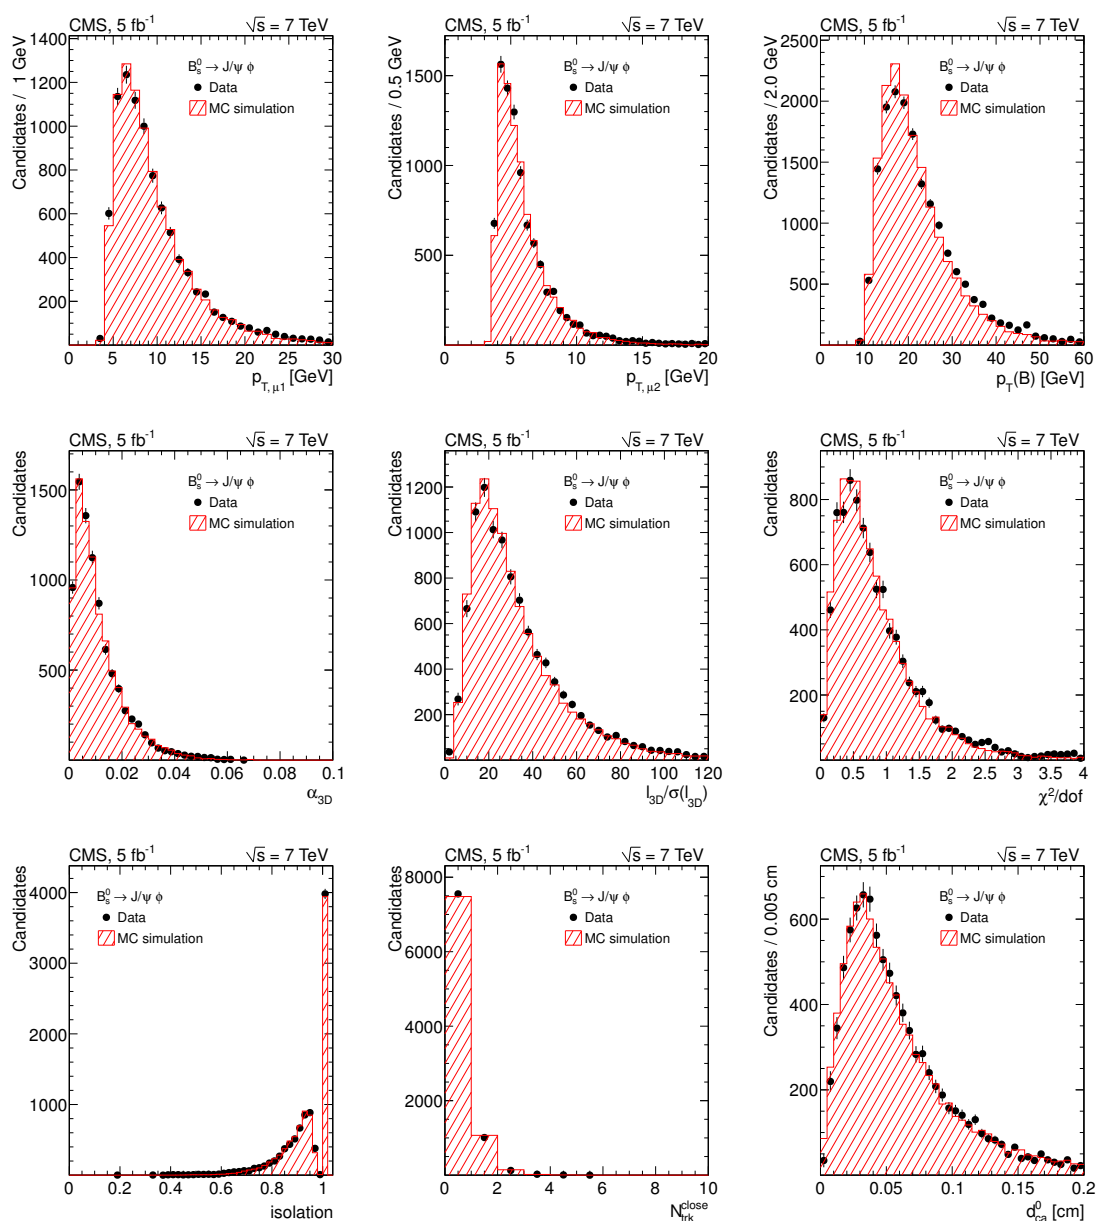 CMS, 5 fb⁻¹ √s = 7 TeV
Candidates / 1 GeV
B⁰ₛ → J/ψ φ
Data
MC simulation
1400
1200
1000
800
600
400
200
0
0 5 10 15 20 25 30
p_T,μ1 [GeV]
CMS, 5 fb⁻¹ √s = 7 TeV
Candidates / 0.5 GeV
B⁰ₛ → J/ψ φ
Data
MC simulation
1500
1000
500
0 5 10 15 20
p_T,μ2 [GeV]
CMS, 5 fb⁻¹ √s = 7 TeV
Candidates / 2.0 GeV
B⁰ₛ → J/ψ φ
Data
MC simulation
2500
2000
1500
1000
500
0
0 10 20 30 40 50 60
p_T(B) [GeV]
CMS, 5 fb⁻¹ √s = 7 TeV
Candidates
B⁰ₛ → J/ψ φ
Data
MC simulation
1500
1000
500
0 0.02 0.04 0.06 0.08 0.1
α_3D
CMS, 5 fb⁻¹ √s = 7 TeV
Candidates
B⁰ₛ → J/ψ φ
Data
MC simulation
1200
1000
800
600
400
200
0
0 20 40 60 80 100 120
l_3D/σ(l_3D)
CMS, 5 fb⁻¹ √s = 7 TeV
Candidates
B⁰ₛ → J/ψ φ
Data
MC simulation
800
600
400
200
0
0 0.5 1 1.5 2 2.5 3 3.5 4
χ²/dof
CMS, 5 fb⁻¹ √s = 7 TeV
Candidates
B⁰ₛ → J/ψ φ
Data
MC simulation
4000
3000
2000
1000
0
0 0.2 0.4 0.6 0.8 1
isolation
CMS, 5 fb⁻¹ √s = 7 TeV
Candidates
B⁰ₛ → J/ψ φ
Data
MC simulation
8000
6000
4000
2000
0
0 2 4 6 8 10
N_trk^close
CMS, 5 fb⁻¹ √s = 7 TeV
Candidates / 0.005 cm
B⁰ₛ → J/ψ φ
Data
MC simulation
600
400
200
0
0 0.05 0.1 0.15 0.2
d⁰_ca [cm]